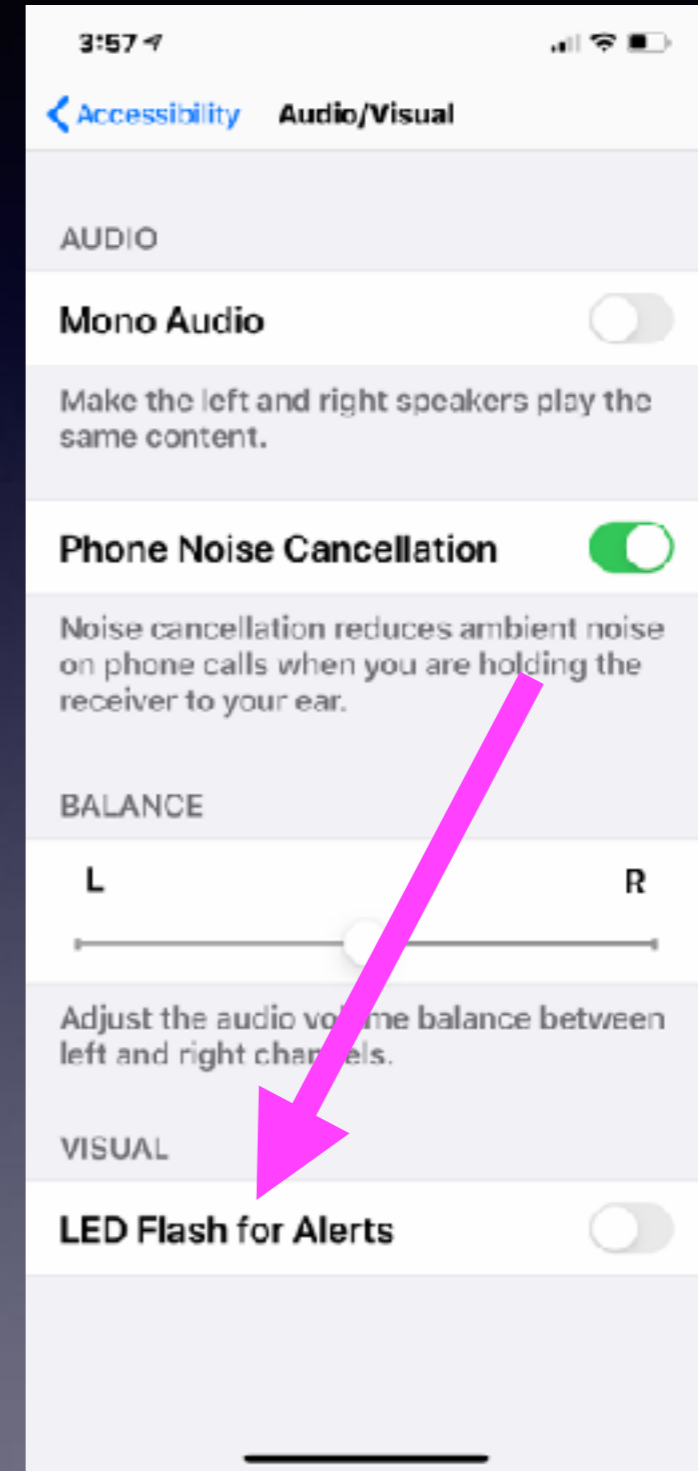 3:57
Accessibility Audio/Visual
AUDIO
Mono Audio
Make the left and right speakers play the
same content.
Phone Noise Cancellation
Noise cancellation reduces ambient noise
on phone calls when you are holding the
receiver to your ear.
BALANCE
L R
Adjust the audio volume balance between
left and right channels.
VISUAL
LED Flash for Alerts